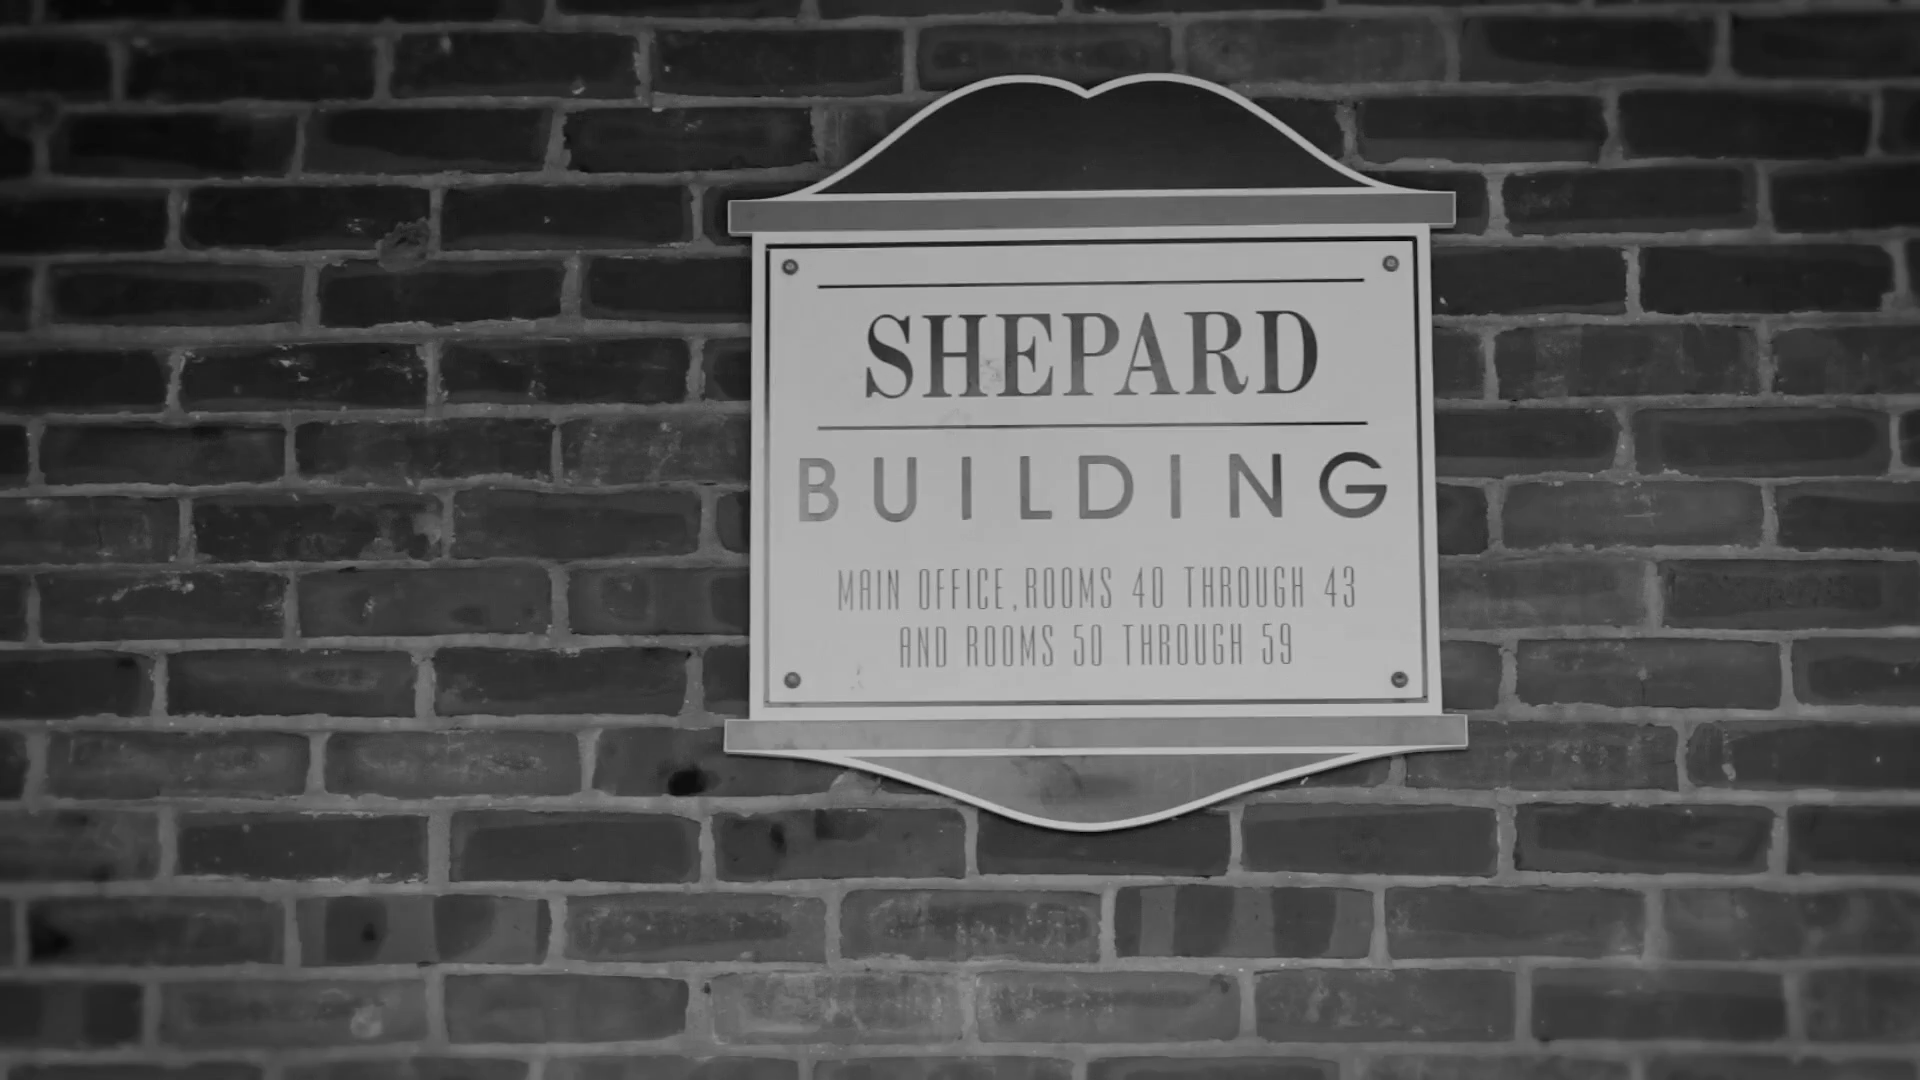 SHEPARD
BUILDING
MAIN OFFICE, ROOMS 40 THROUGH 43
AND ROOMS 50 THROUGH 59